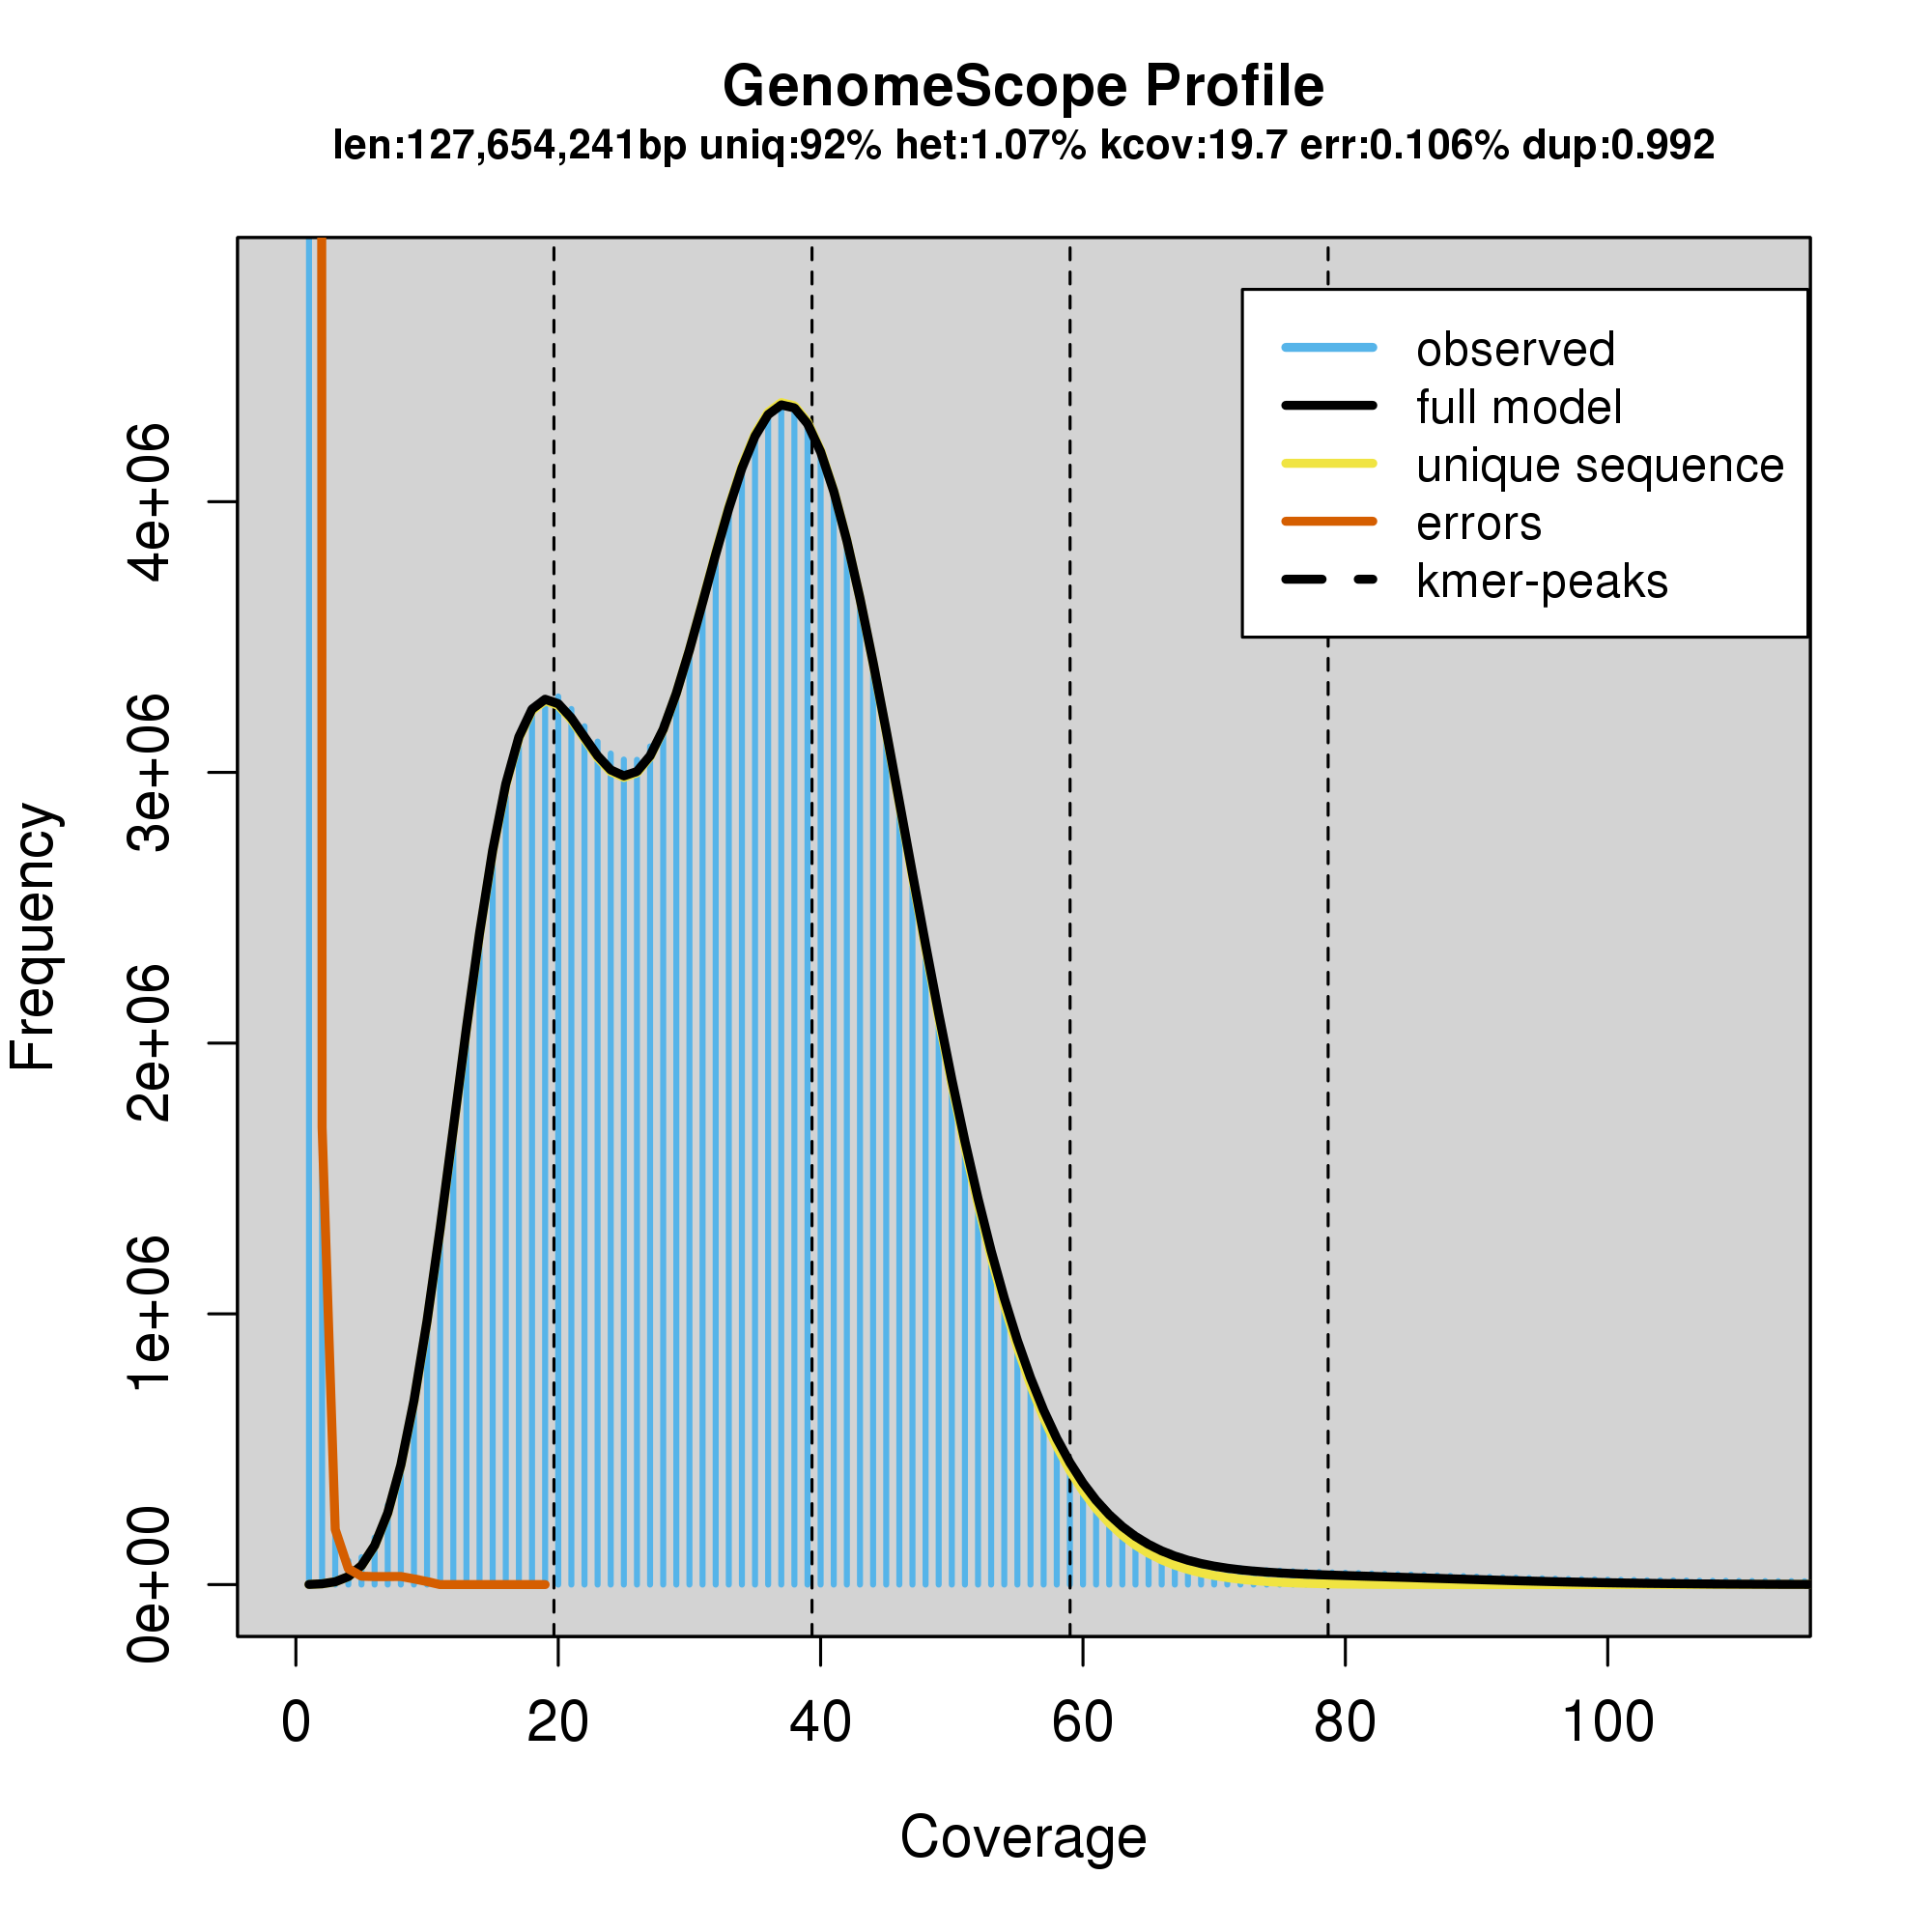 GenomeScope Profile
len:127,654,241bp uniq:92% het:1.07% kcov:19.7 err:0.106% dup:0.992
observed
full model
unique sequence
errors
kmer-peaks
Frequency
4e+06
3e+06
2e+06
1e+06
0e+00
0 20 40 60 80 100
Coverage